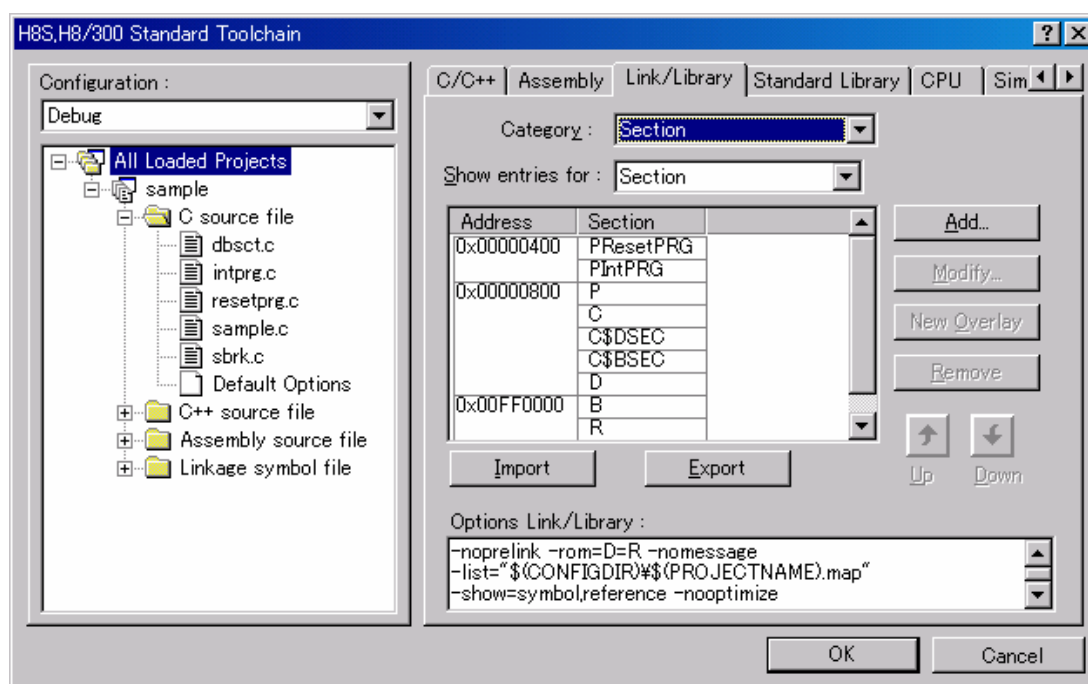 H8S,H8/300 Standard Toolchain
Configuration :
Debug
All Loaded Projects
sample
C source file
dbsct.c
intprg.c
resetprg.c
sample.c
sbrk.c
Default Options
C++ source file
Assembly source file
Linkage symbol file
C/C++ Assembly Link/Library Standard Library CPU Sim
Category : Section
Show entries for : Section
Address Section
0x00000400 PResetPRG
PIntPRG
0x00000800 P
C
C$DSEC
C$BSEC
D
0x00FF0000 B
R
Add...
Modify...
New Overlay
Remove
Up Down
Import Export
Options Link/Library :
-noprelink -rom=D=R -nomessage
-list="$(CONFIGDIR)¥$(PROJECTNAME).map"
-show=symbol,reference -nooptimize
OK Cancel